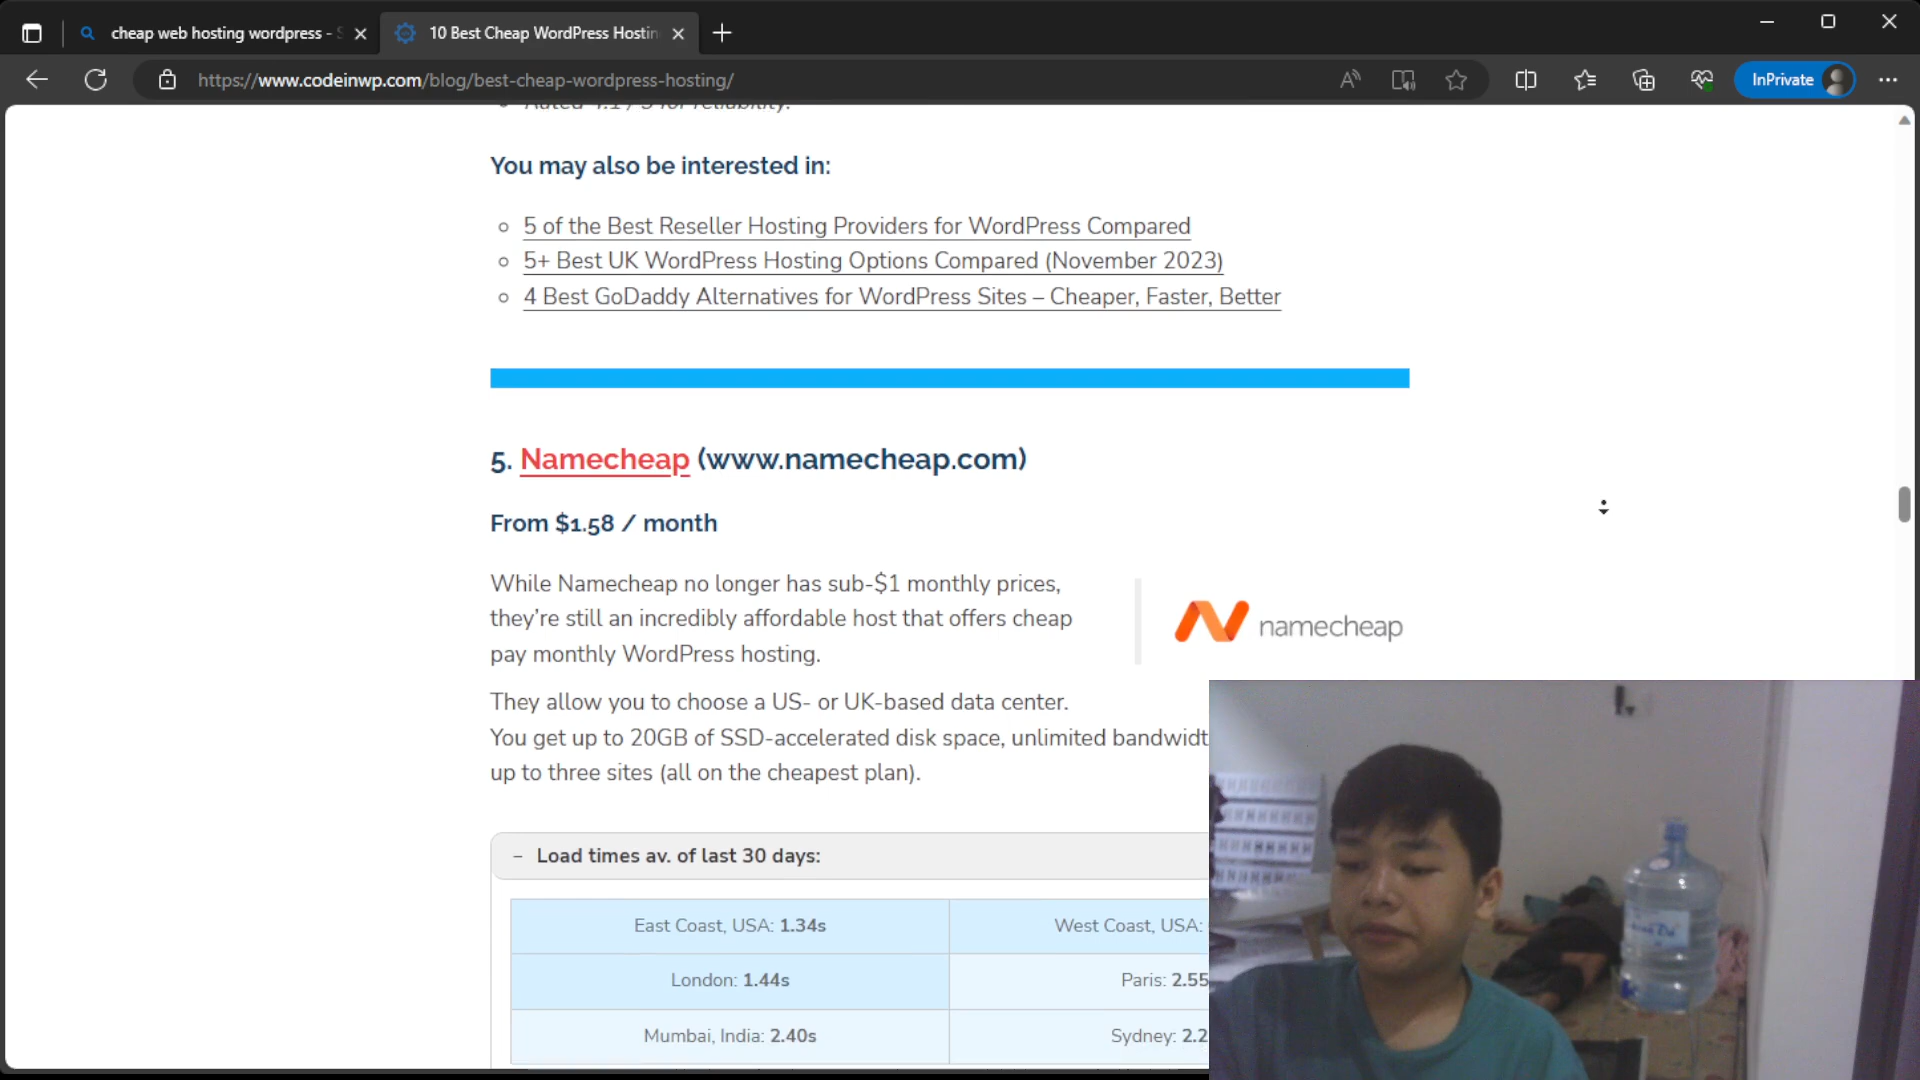 cheap web hosting wordpress -
10 Best Cheap WordPress Hostin
https://www.codeinwp.com/blog/best-cheap-wordpress-hosting/
InPrivate
You may also be interested in:
5 of the Best Reseller Hosting Providers for WordPress Compared
5+ Best UK WordPress Hosting Options Compared (November 2023)
4 Best GoDaddy Alternatives for WordPress Sites – Cheaper, Faster, Better
5. Namecheap (www.namecheap.com)
From $1.58 / month
While Namecheap no longer has sub-$1 monthly prices,
they're still an incredibly affordable host that offers cheap
pay monthly WordPress hosting.
namecheap
They allow you to choose a US- or UK-based data center.
You get up to 20GB of SSD-accelerated disk space, unlimited bandwidt
up to three sites (all on the cheapest plan).
– Load times av. of last 30 days:
East Coast, USA: 1.34s
West Coast, USA:
London: 1.44s
Paris: 2.55
Mumbai, India: 2.40s
Sydney: 2.2